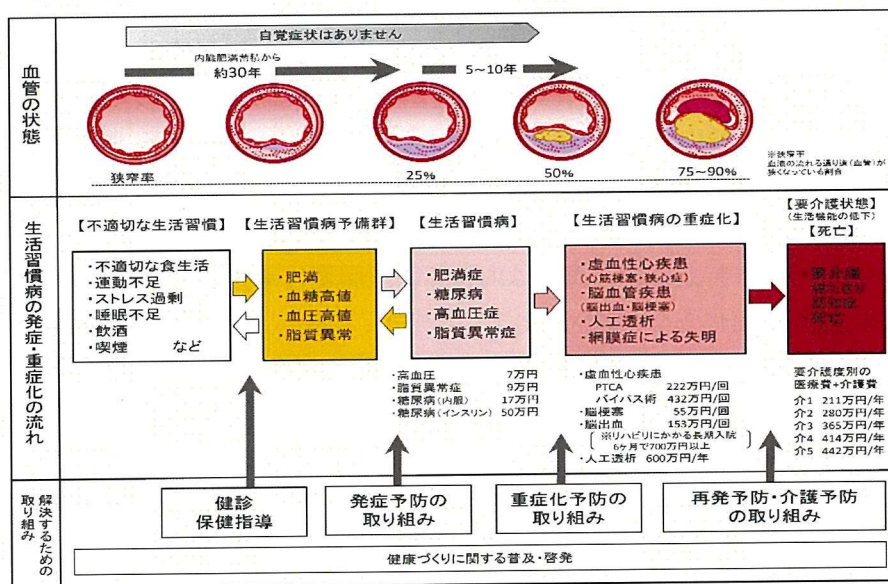 血管の状態
自覚症状はありません
内臓肥満蓄積から
約30年
5～10年
狭窄率
25%
50%
75～90%
※狭窄率
血液の流れる通り道(血管)が
狭くなっている割合
生活習慣病の発症・重症化の流れ
【不適切な生活習慣】
・不適切な食生活
・運動不足
・ストレス過剰
・睡眠不足
・飲酒
・喫煙 など
【生活習慣病予備群】
・肥満
・血糖高値
・血圧高値
・脂質異常
【生活習慣病】
・肥満症
・糖尿病
・高血圧症
・脂質異常症
・高血圧 7万円
・脂質異常症 9万円
・糖尿病(内服) 17万円
・糖尿病(インスリン) 50万円
【生活習慣病の重症化】
・虚血性心疾患
(心筋梗塞・狭心症)
・脳血管疾患
(脳出血・脳梗塞)
・人工透析
・網膜症による失明
・虚血性心疾患
PTCA 222万円/回
バイパス術 432万円/回
・脳梗塞 55万円/回
・脳出血 153万円/回
※リハビリにかかる長期入院
6ヶ月で700万円以上
・人工透析 600万円/年
【要介護状態】
(生活機能の低下)
【死亡】
・要介護
・寝たきり
・認知症
・死亡
要介護度別の
医療費+介護費
介1 211万円/年
介2 280万円/年
介3 365万円/年
介4 414万円/年
介5 442万円/年
解決するための
取り組み
健診
保健指導
発症予防の
取り組み
重症化予防の
取り組み
再発予防・介護予防
の取り組み
健康づくりに関する普及・啓発